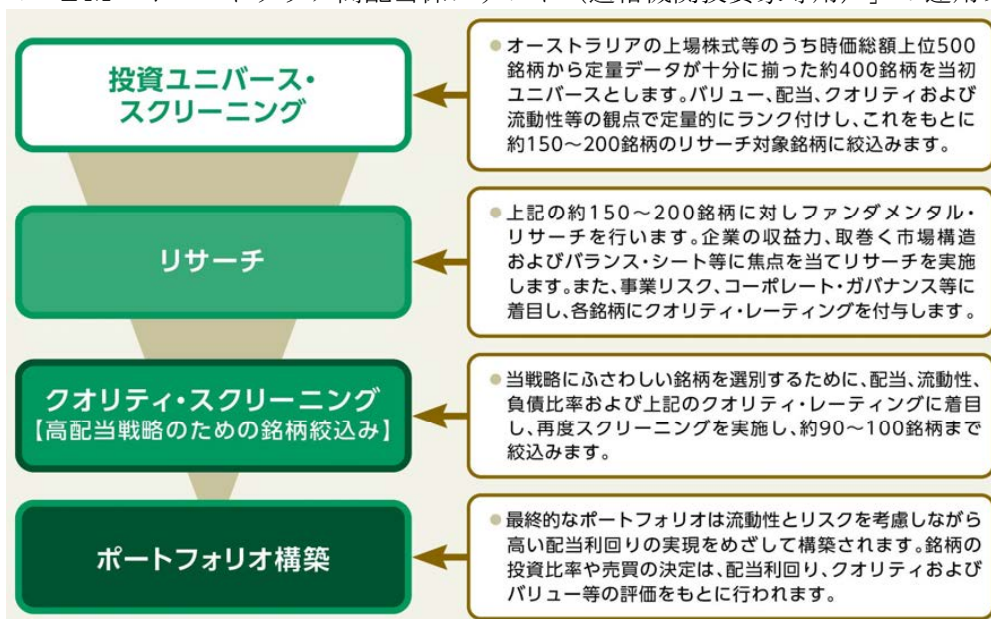 投資ユニバース・
スクリーニング
●オーストラリアの上場株式等のうち時価総額上位500
銘柄から定量データが十分に揃った約400銘柄を当初
ユニバースとします。バリュー、配当、クオリティおよび
流動性等の観点で定量的にランク付けし、これをもとに
約150～200銘柄のリサーチ対象銘柄に絞込みます。
リサーチ
●上記の約150～200銘柄に対しファンダメンタル・
リサーチを行います。企業の収益力、取巻く市場構造
およびバランス・シート等に焦点を当てリサーチを実施
します。また、事業リスク、コーポレート・ガバナンス等に
着目し、各銘柄にクオリティ・レーティングを付与します。
クオリティ・スクリーニング
【高配当戦略のための銘柄絞込み】
●当戦略にふさわしい銘柄を選別するために、配当、流動性、
負債比率および上記のクオリティ・レーティングに着目
し、再度スクリーニングを実施し、約90～100銘柄まで
絞込みます。
ポートフォリオ構築
●最終的なポートフォリオは流動性とリスクを考慮しながら
高い配当利回りの実現をめざして構築されます。銘柄の
投資比率や売買の決定は、配当利回り、クオリティおよび
バリュー等の評価をもとに行われます。